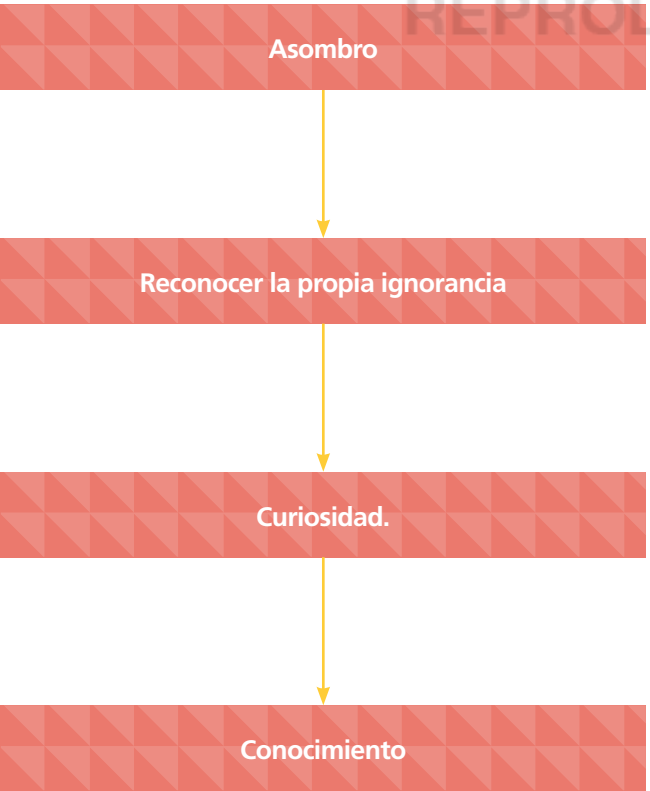 Asombro
Reconocer la propia ignorancia
Curiosidad.
Conocimiento